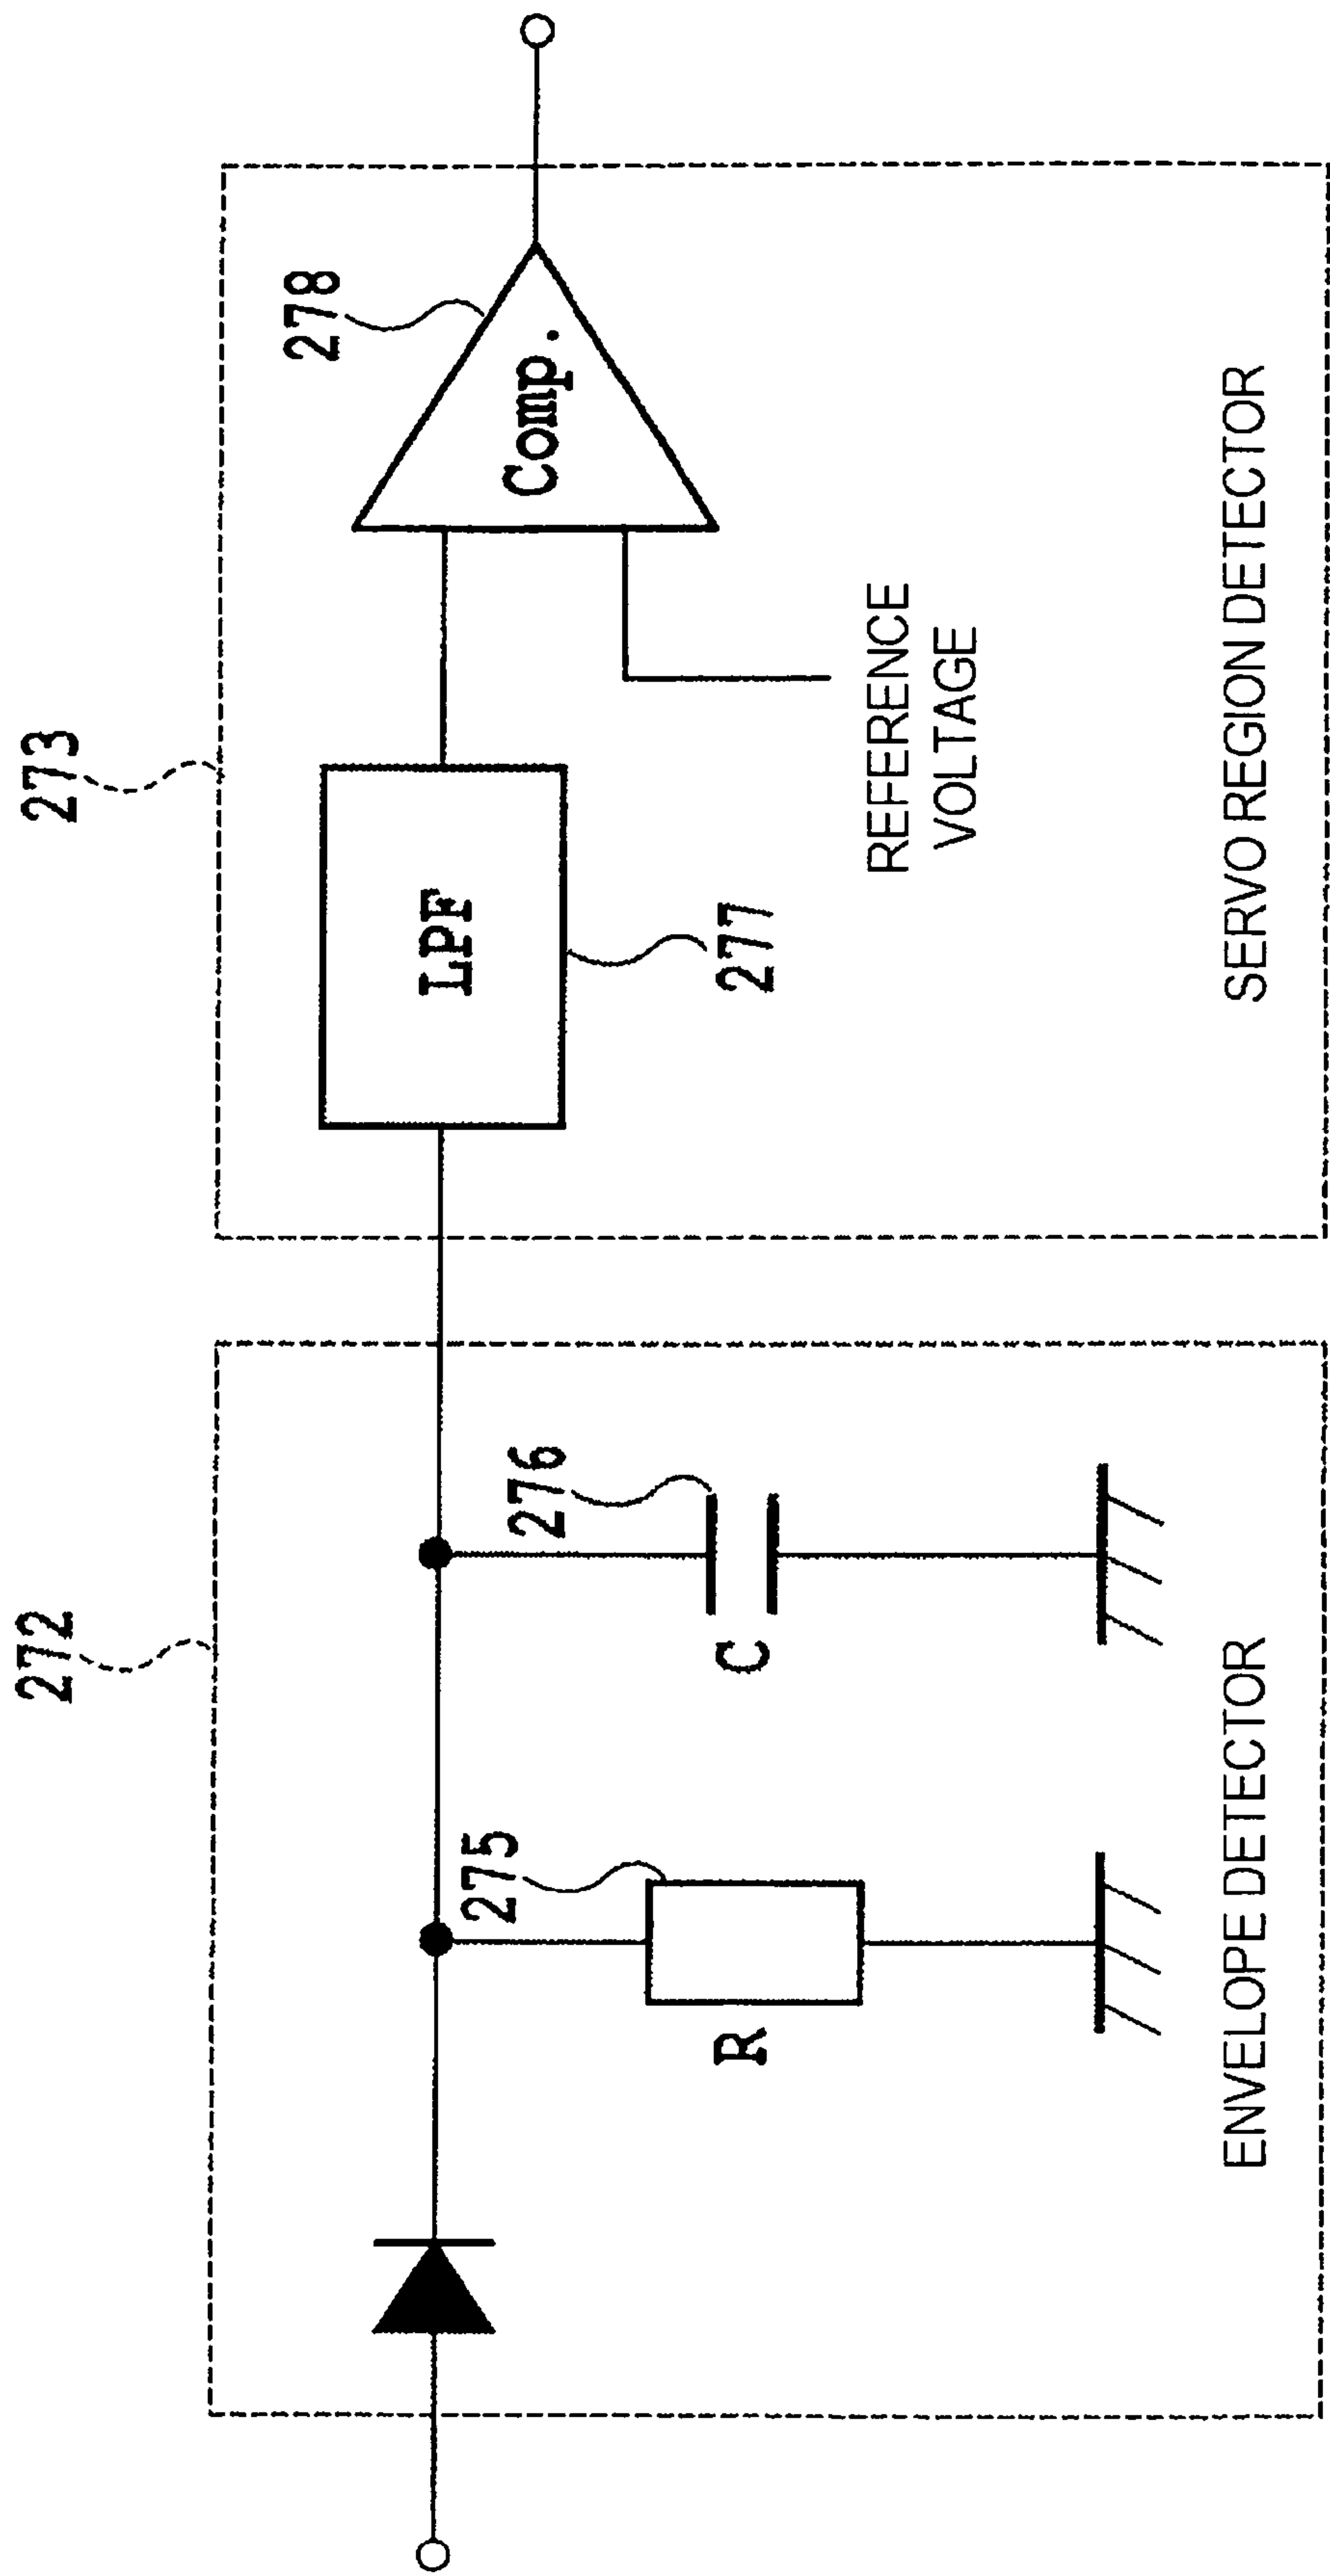 272
273
275
276
278
R
C
LPF
277
Comp.
REFERENCE
VOLTAGE
ENVELOPE DETECTOR
SERVO REGION DETECTOR